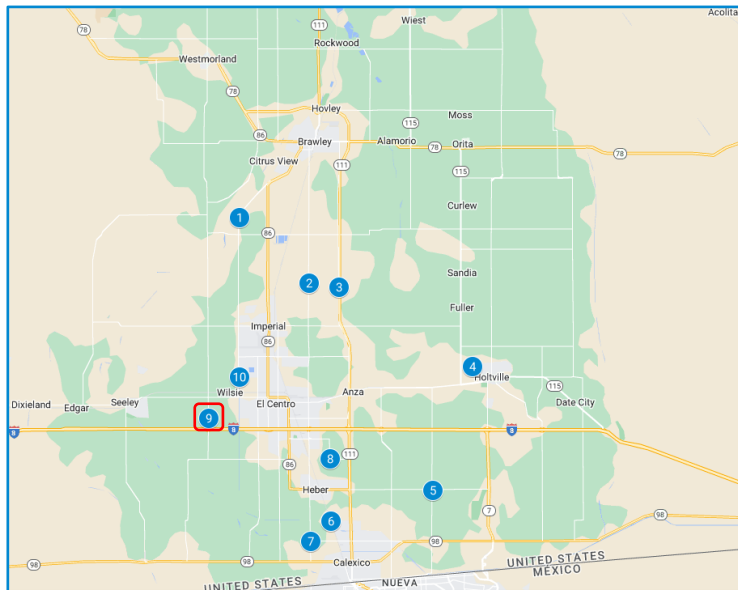 Acolita
Wiest
111
78
Rockwood
Westmorland
78
Hovley
115
Moss
86
Brawley
Alamorio
Orita
78
78
Citrus View
111
115
Curlew
1
86
Sandia
2
3
Fuller
Imperial
86
4
Holtville
10
Wilsie
Anza
115
Dixieland
Edgar
Seeley
El Centro
Date City
9
8
8
8
8
111
86
Heber
5
7
6
7
98
98
98
98
Calexico
UNITED STATES
MÉXICO
UNITED STATES
NUEVA